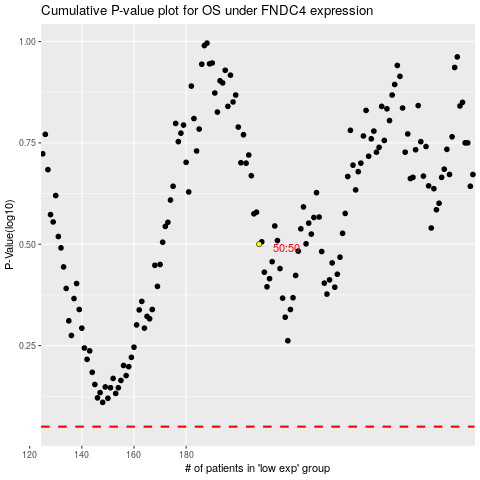 Cumulative P-value plot for OS under FNDC4 expression
P-Value(log10)
1.00
0.75
0.50
0.25
50:50
120 140 160 180
# of patients in 'low exp' group